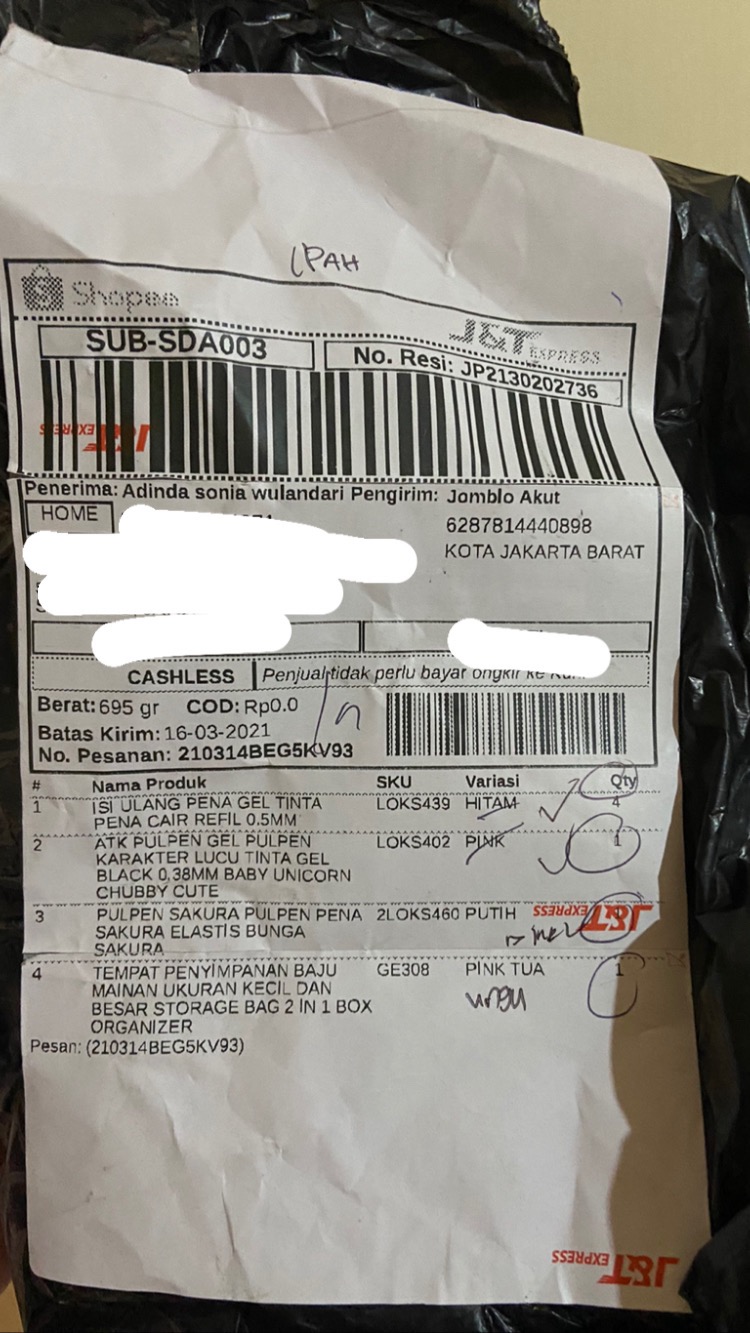 IPAH
Shopee
J&T EXPRESS
SUB-SDA003
No. Resi: JP2130202736
J&T EXPRESS
Penerima: Adinda sonia wulandari Pengirim: Jomblo Akut
HOME
6287814440898
KOTA JAKARTA BARAT
CASHLESS
Penjual tidak perlu bayar ongkir ke
Berat: 695 gr COD: Rp0.0
Batas Kirim: 16-03-2021
No. Pesanan: 210314BEG5KV93
# Nama Produk SKU Variasi Qty
1 ISI ULANG PENA GEL TINTA LOKS439 HITAM 4
PENA CAIR REFIL 0.5MM
2 ATK PULPEN GEL PULPEN LOKS402 PINK 1
KARAKTER LUCU TINTA GEL
BLACK 0.38MM BABY UNICORN
CHUBBY CUTE
3 PULPEN SAKURA PULPEN PENA 2LOKS460 PUTIH
J&T EXPRESS
SAKURA ELASTIS BUNGA
SAKURA
4 TEMPAT PENYIMPANAN BAJU GE308 PINK TUA 1
MAINAN UKURAN KECIL DAN
ungu
BESAR STORAGE BAG 2 IN 1 BOX
ORGANIZER
Pesan: (210314BEG5KV93)
J&T EXPRESS